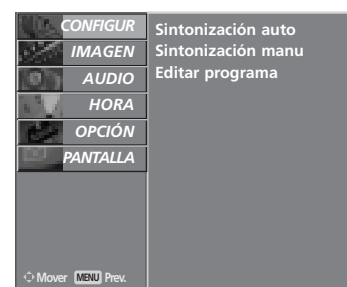 CONFIGUR
IMAGEN
AUDIO
HORA
OPCIÓN
PANTALLA
Sintonización auto
Sintonización manu
Editar programa
Mover MENU Prev.